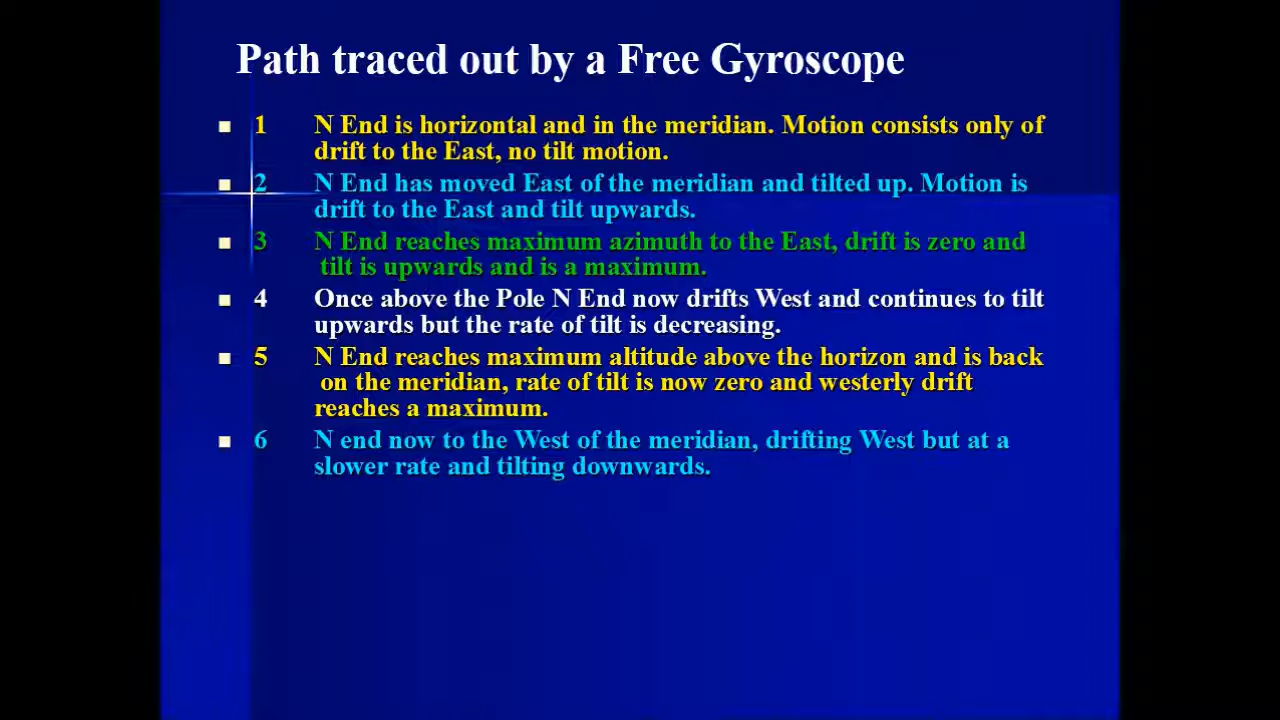 Path traced out by a Free Gyroscope
1 N End is horizontal and in the meridian. Motion consists only of
drift to the East, no tilt motion.
2 N End has moved East of the meridian and tilted up. Motion is
drift to the East and tilt upwards.
3 N End reaches maximum azimuth to the East, drift is zero and
tilt is upwards and is a maximum.
4 Once above the Pole N End now drifts West and continues to tilt
upwards but the rate of tilt is decreasing.
5 N End reaches maximum altitude above the horizon and is back
on the meridian, rate of tilt is now zero and westerly drift
reaches a maximum.
6 N end now to the West of the meridian, drifting West but at a
slower rate and tilting downwards.